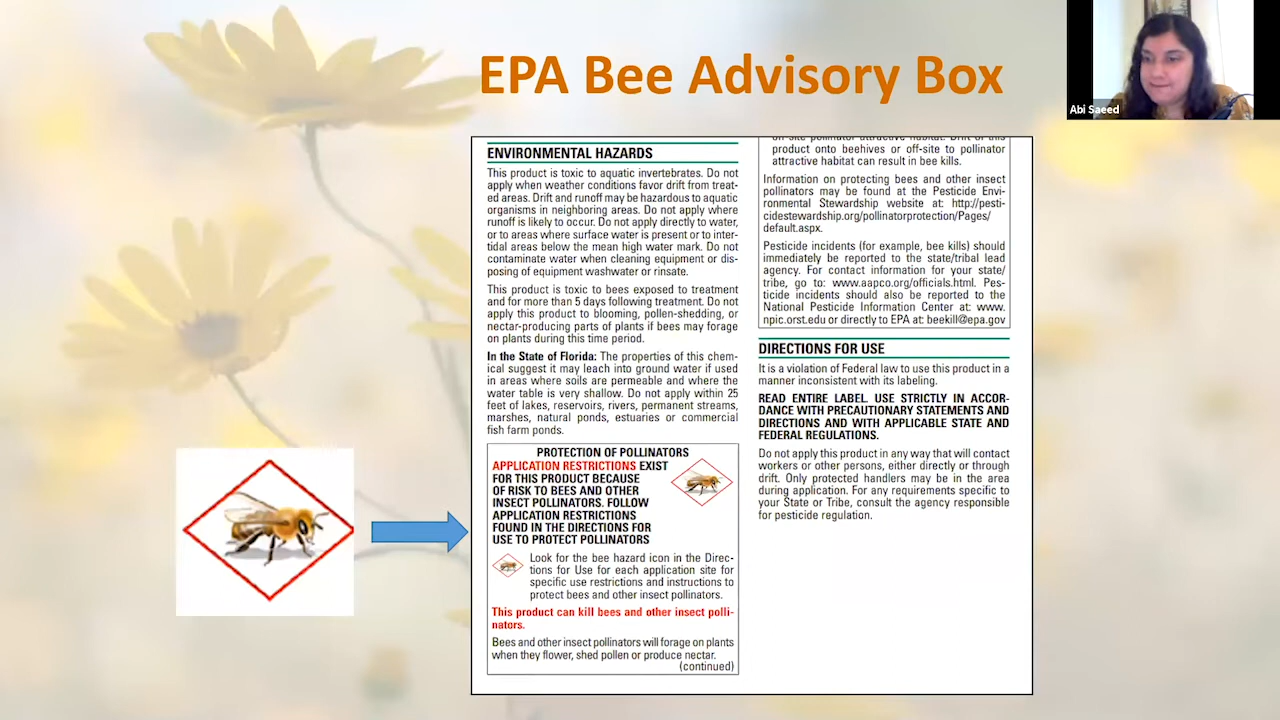 EPA Bee Advisory Box
Abi Saeed
ENVIRONMENTAL HAZARDS
This product is toxic to aquatic invertebrates. Do not
apply when weather conditions favor drift from treat-
ed areas. Drift and runoff may be hazardous to aquatic
organisms in neighboring areas. Do not apply where
runoff is likely to occur. Do not apply directly to water,
or to areas where surface water is present or to inter-
tidal areas below the mean high water mark. Do not
contaminate water when cleaning equipment or dis-
posing of equipment washwater or rinsate.
This product is toxic to bees exposed to treatment
and for more than 5 days following treatment. Do not
apply this product to blooming, pollen-shedding, or
nectar-producing parts of plants if bees may forage
on plants during this time period.
In the State of Florida: The properties of this chem-
ical suggest it may leach into ground water if used
in areas where soils are permeable and where the
water table is very shallow. Do not apply within 25
feet of lakes, reservoirs, rivers, permanent streams,
marshes, natural ponds, estuaries or commercial
fish farm ponds.
PROTECTION OF POLLINATORS
APPLICATION RESTRICTIONS EXIST
FOR THIS PRODUCT BECAUSE
OF RISK TO BEES AND OTHER
INSECT POLLINATORS. FOLLOW
APPLICATION RESTRICTIONS
FOUND IN THE DIRECTIONS FOR
USE TO PROTECT POLLINATORS
Look for the bee hazard icon in the Direc-
tions for Use for each application site for
specific use restrictions and instructions to
protect bees and other insect pollinators.
This product can kill bees and other insect polli-
nators.
Bees and other insect pollinators will forage on plants
when they flower, shed pollen or produce nectar.
(continued)
off-site pollinator attractive habitat. Drift of this
product onto beehives or off-site to pollinator
attractive habitat can result in bee kills.
Information on protecting bees and other insect
pollinators may be found at the Pesticide Envi-
ronmental Stewardship website at: http://pesti-
cidestewardship.org/pollinatorprotection/Pages/
default.aspx.
Pesticide incidents (for example, bee kills) should
immediately be reported to the state/tribal lead
agency. For contact information for your state/
tribe, go to: www.aapco.org/officials.html. Pes-
ticide incidents should also be reported to the
National Pesticide Information Center at: www.
npic.orst.edu or directly to EPA at: beekill@epa.gov
DIRECTIONS FOR USE
It is a violation of Federal law to use this product in a
manner inconsistent with its labeling.
READ ENTIRE LABEL. USE STRICTLY IN ACCOR-
DANCE WITH PRECAUTIONARY STATEMENTS AND
DIRECTIONS AND WITH APPLICABLE STATE AND
FEDERAL REGULATIONS.
Do not apply this product in any way that will contact
workers or other persons, either directly or through
drift. Only protected handlers may be in the area
during application. For any requirements specific to
your State or Tribe, consult the agency responsible
for pesticide regulation.